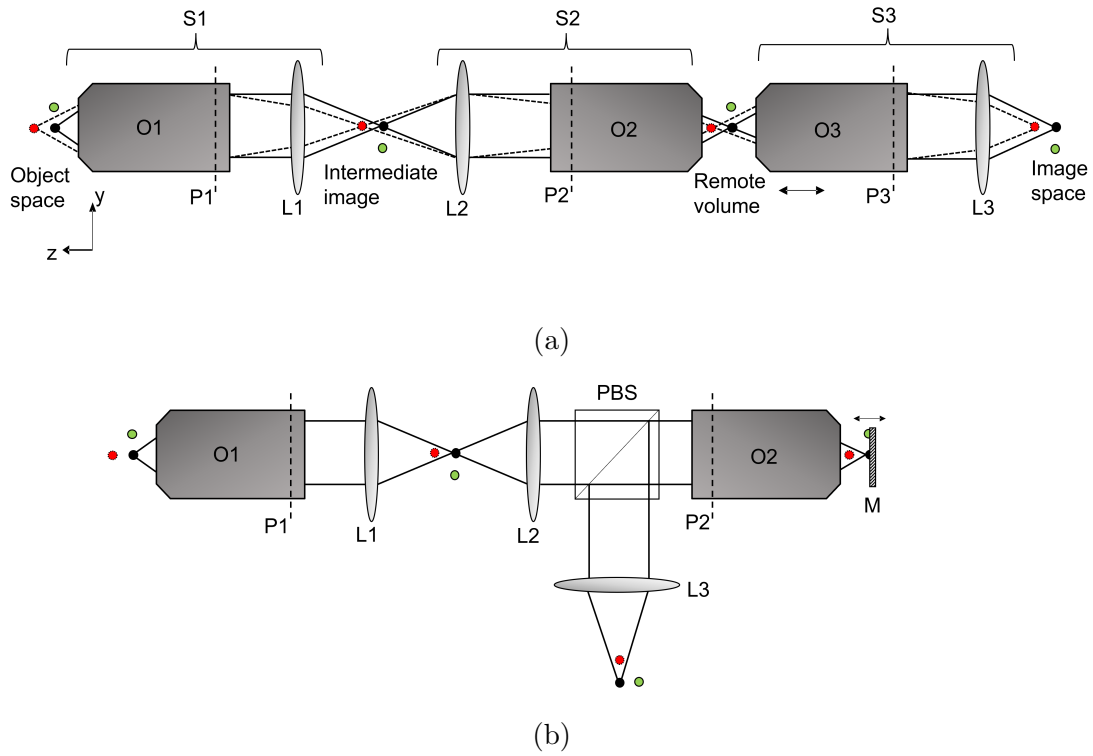 S1
S2
S3
O1
O2
O3
Object
space
P1
L1
Intermediate
image
L2
P2
Remote
volume
P3
L3
Image
space
y
z
(a)
PBS
O1
O2
P1
L1
L2
P2
M
L3
(b)